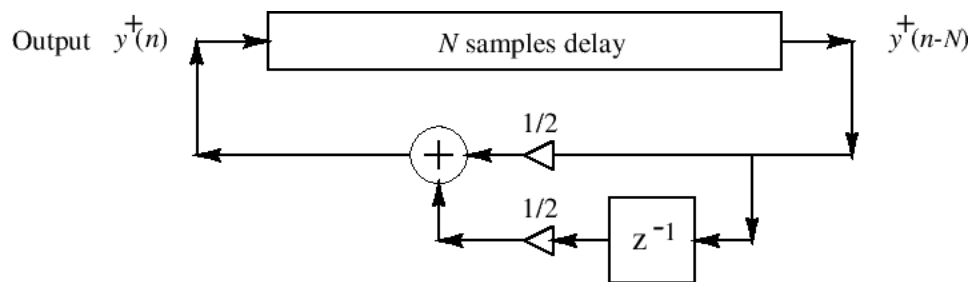 Output y⁺(n)
N samples delay
y⁺(n-N)
1/2
+
1/2
z⁻¹